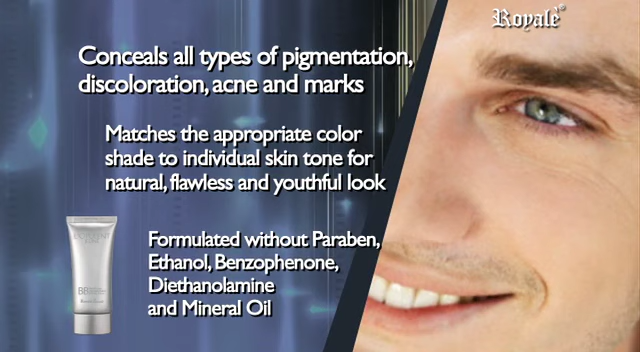 Royalè®
Conceals all types of pigmentation,
discoloration, acne and marks
Matches the appropriate color
shade to individual skin tone for
natural, flawless and youthful look
Formulated without Paraben,
Ethanol, Benzophenone,
Diethanolamine
and Mineral Oil
BB